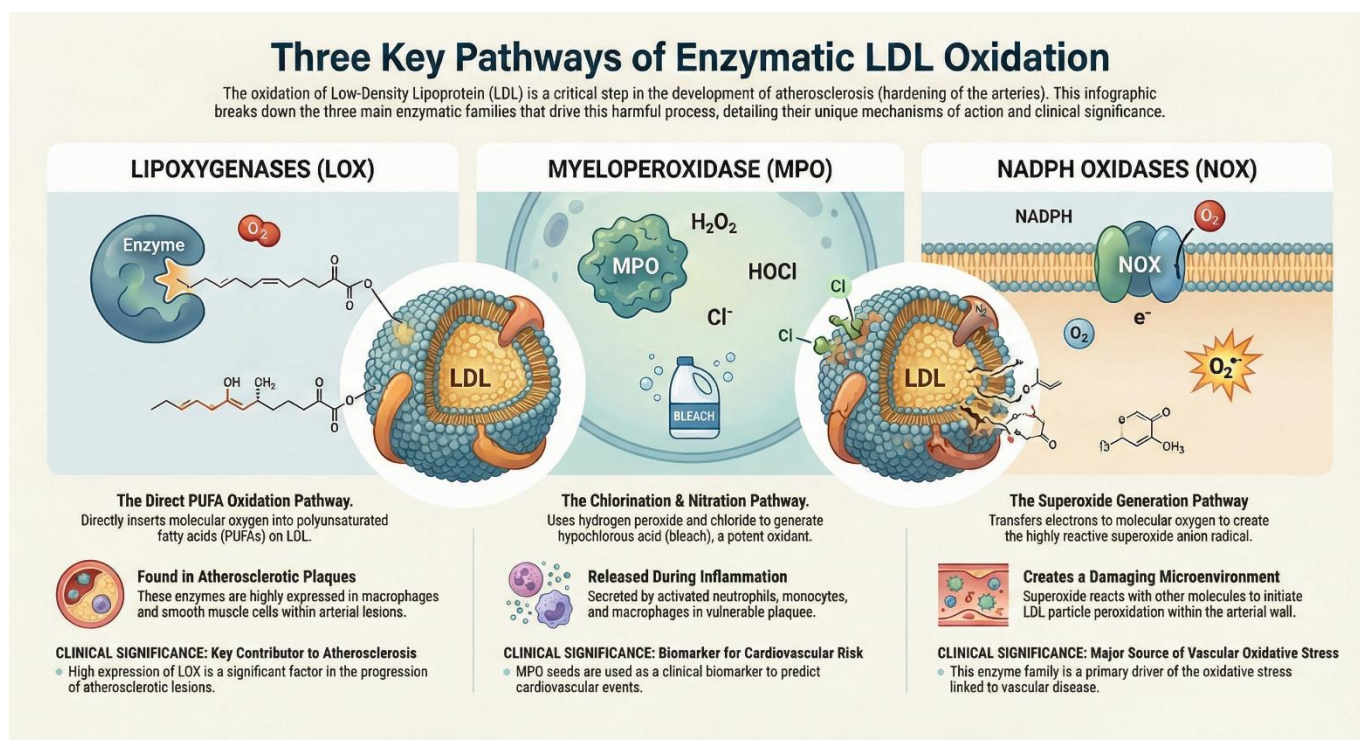 Three Key Pathways of Enzymatic LDL Oxidation
The oxidation of Low-Density Lipoprotein (LDL) is a critical step in the development of atherosclerosis (hardening of the arteries). This infographic
breaks down the three main enzymatic families that drive this harmful process, detailing their unique mechanisms of action and clinical significance.
LIPOXYGENASES (LOX)
Enzyme
O₂
O
O
O
OH
CH₂
O
O
O
LDL
The Direct PUFA Oxidation Pathway.
Directly inserts molecular oxygen into polyunsaturated
fatty acids (PUFAs) on LDL.
Found in Atherosclerotic Plaques
These enzymes are highly expressed in macrophages
and smooth muscle cells within arterial lesions.
CLINICAL SIGNIFICANCE: Key Contributor to Atherosclerosis
High expression of LOX is a significant factor in the progression
of atherosclerotic lesions.
MYELOPEROXIDASE (MPO)
MPO
H₂O₂
HOCl
Cl⁻
BLEACH
Cl
Cl
N₂
LDL
The Chlorination & Nitration Pathway.
Uses hydrogen peroxide and chloride to generate
hypochlorous acid (bleach), a potent oxidant.
Released During Inflammation
Secreted by activated neutrophils, monocytes,
and macrophages in vulnerable plaque.
CLINICAL SIGNIFICANCE: Biomarker for Cardiovascular Risk
MPO seeds are used as a clinical biomarker to predict
cardiovascular events.
NADPH OXIDASES (NOX)
NADPH
O₂
NOX
e⁻
O₂
O₂•⁻
O
O
e
O
OH₃
The Superoxide Generation Pathway
Transfers electrons to molecular oxygen to create
the highly reactive superoxide anion radical.
Creates a Damaging Microenvironment
Superoxide reacts with other molecules to initiate
LDL particle peroxidation within the arterial wall.
CLINICAL SIGNIFICANCE: Major Source of Vascular Oxidative Stress
This enzyme family is a primary driver of the oxidative stress
linked to vascular disease.